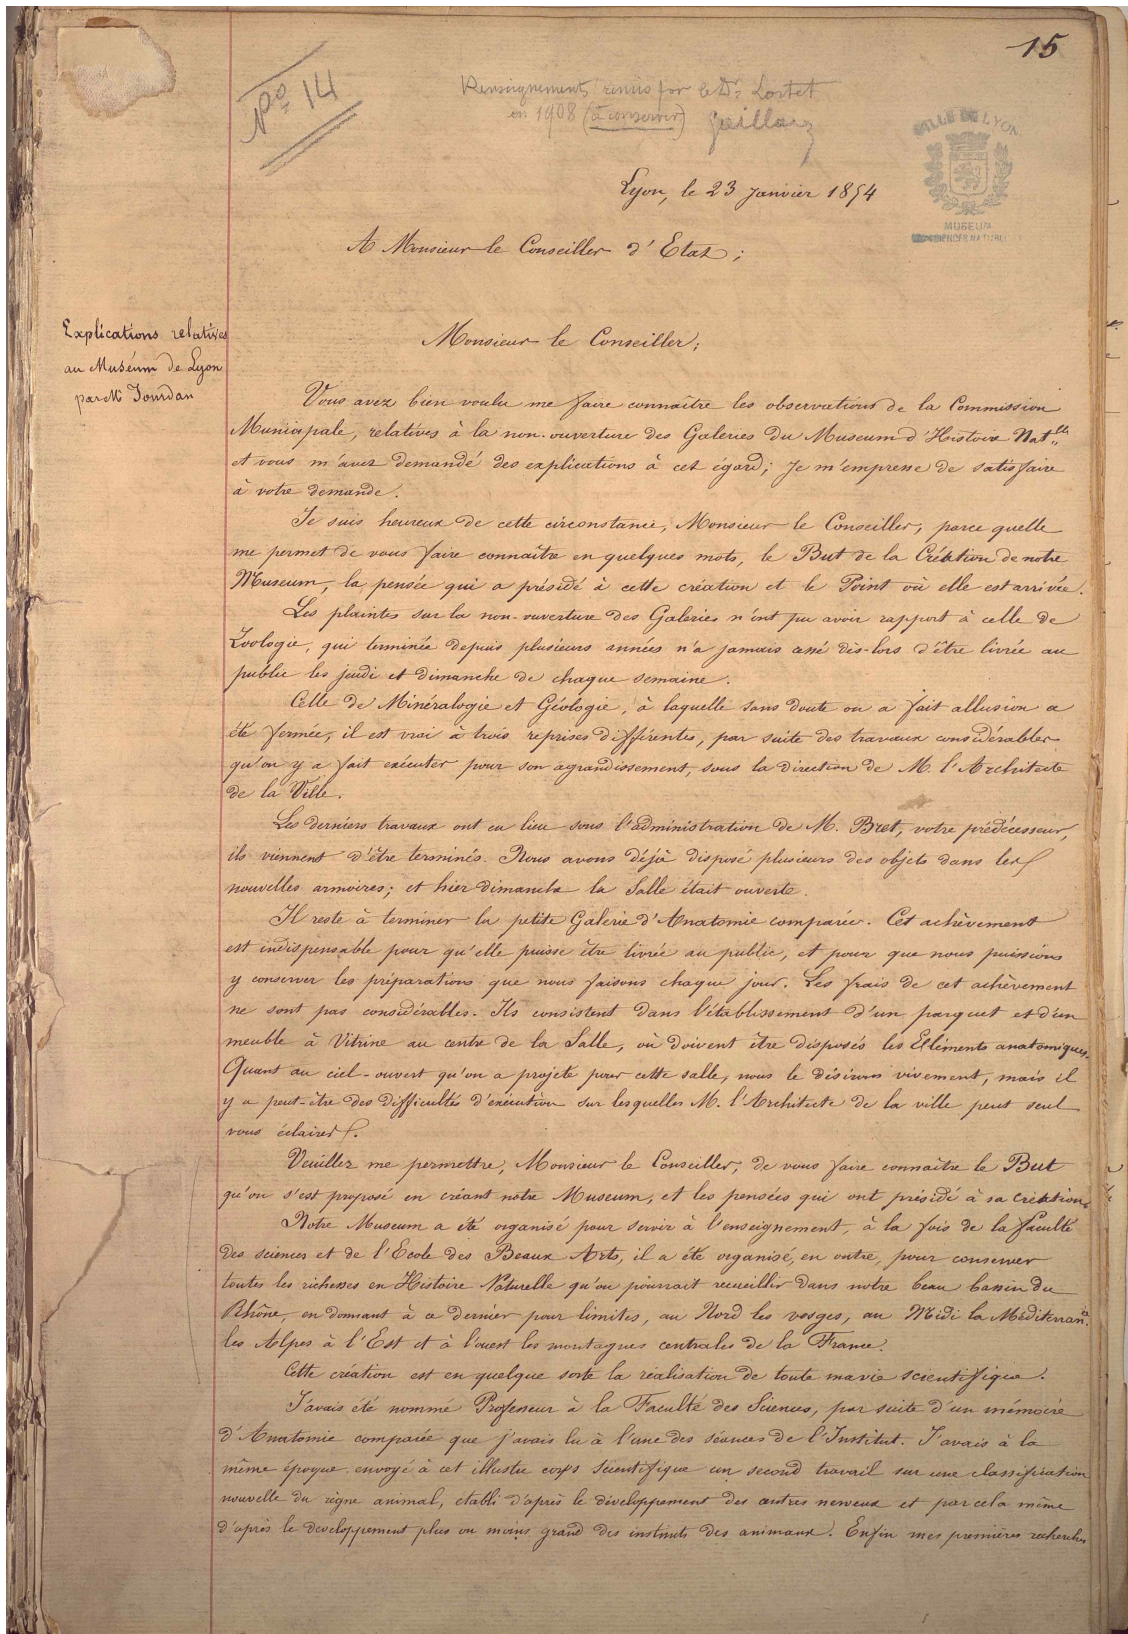 15
No 14
Renseignements remis par le Dr Lortet
en 1908 (à conserver) Gaillard
VILLE DE LYON
MUSEUM
SCIENCES NATURELLES
Lyon, le 23 Janvier 1854
A Monsieur le Conseiller d'Etat;
Explications relatives
au Muséum de Lyon
par Mr Jourdan
Monsieur le Conseiller;
Vous avez bien voulu me faire connaître les observations de la Commission
Municipale, relatives à la non-ouverture des Galeries du Museum d'Histoire Natlle
et vous m'avez demandé des explications à cet égard; Je m'empresse de satisfaire
à votre demande.
Je suis heureux de cette circonstance, Monsieur le Conseiller, parce quelle
me permet de vous faire connaître en quelques mots, le But de la Création de notre
Museum, la pensée qui a présidé à cette création et le Point où elle est arrivée.
Les plaintes sur la non-ouverture des Galeries n'ont pu avoir rapport à celle de
Zoologie, qui terminée depuis plusieurs années n'a jamais cessé dès-lors d'être livrée au
public les jeudi et dimanche de chaque semaine.
Celle de Minéralogie et Géologie, à laquelle sans doute on a fait allusion a
été fermée, il est vrai à trois reprises différentes, par suite des travaux considérables
qu'on y a fait exécuter pour son agrandissement, sous la direction de M. l'Architecte
de la Ville.
Les derniers travaux ont eu lieu sous l'administration de M. Bret, votre prédécesseur,
ils viennent d'être terminés. Nous avons déjà disposé plusieurs des objets dans les
nouvelles armoires; et hier dimanche la Salle était ouverte.
Il reste à terminer la petite Galerie d'Anatomie comparée. Cet achèvement
est indispensable pour qu'elle puisse être livrée au public, et pour que nous puissions
y conserver les préparations que nous faisons chaque jour. Les frais de cet achèvement
ne sont pas considérables. Ils consistent dans l'établissement d'un parquet et d'un
meuble à Vitrine au centre de la Salle, où doivent être disposés les Eléments anatomiques.
Quant au ciel-ouvert qu'on a projeté pour cette salle, nous le désirons vivement, mais il
y a peut-être des difficultés d'exécution sur lesquelles M. l'Architecte de la ville peut seul
vous éclairer.
Veuillez me permettre, Monsieur le Conseiller, de vous faire connaître le But
qu'on s'est proposé en créant notre Museum, et les pensées qui ont présidé à sa création.
Notre Museum a été organisé pour servir à l'enseignement, à la fois de la faculté
des sciences et de l'Ecole des Beaux Arts, il a été organisé, en outre, pour conserver
toutes les richesses en Histoire Naturelle qu'on pourrait recueillir dans notre beau bassin du
Rhône, en donnant à ce dernier pour limites, au Nord les vosges, au Midi la Méditerranée.
les Alpes à l'Est et à l'ouest les montagnes centrales de la France.
Cette création est en quelque sorte la réalisation de toute ma vie scientifique.
J'avais été nommé Professeur à la Faculté des Sciences, par suite d'un mémoire
d'Anatomie comparée que j'avais lu à l'une des séances de l'Institut. J'avais à la
même époque envoyé à cet illustre corps Scientifique un second travail sur une classification
nouvelle du règne animal, établi d'après le développement des centres nerveux et par cela même
d'après le developpement plus ou moins grand des instincts des animaux. Enfin mes premières recherches